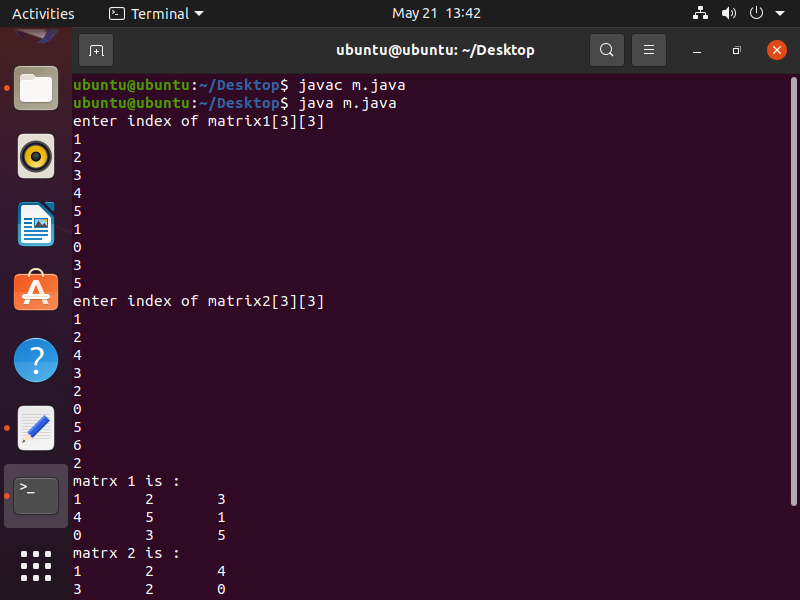 Activities Terminal May 21 13:42
ubuntu@ubuntu: ~/Desktop
ubuntu@ubuntu:~/Desktop$ javac m.java
ubuntu@ubuntu:~/Desktop$ java m.java
enter index of matrix1[3][3]
1
2
3
4
5
1
0
3
5
enter index of matrix2[3][3]
1
2
4
3
2
0
5
6
2
matrx 1 is :
1 2 3
4 5 1
0 3 5
matrx 2 is :
1 2 4
3 2 0